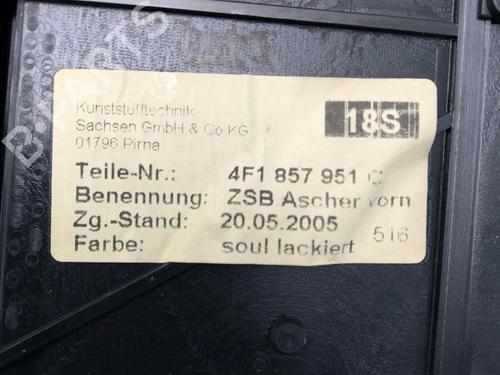 Kunststofftechnik
Sachsen GmbH & Co KG
01796 Pirna
18S
Teile-Nr.: 4F1 857 951 C
Benennung: ZSB Ascher vorn
Zg.-Stand: 20.05.2005
516
Farbe: soul lackiert